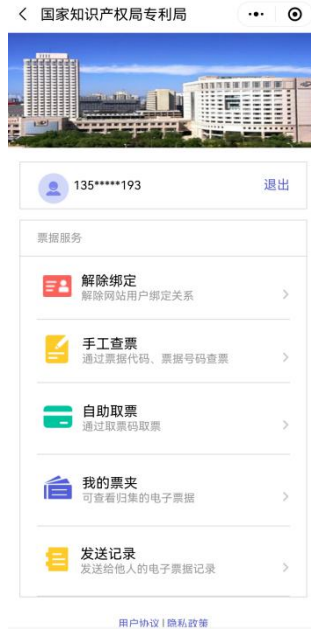 国家知识产权局专利局
135*****193
退出
票据服务
解除绑定
解除网站用户绑定关系
手工查票
通过票据代码、票据号码查票
自助取票
通过取票码取票
我的票夹
可查看归集的电子票据
发送记录
发送给他人的电子票据记录
用户协议 | 隐私政策